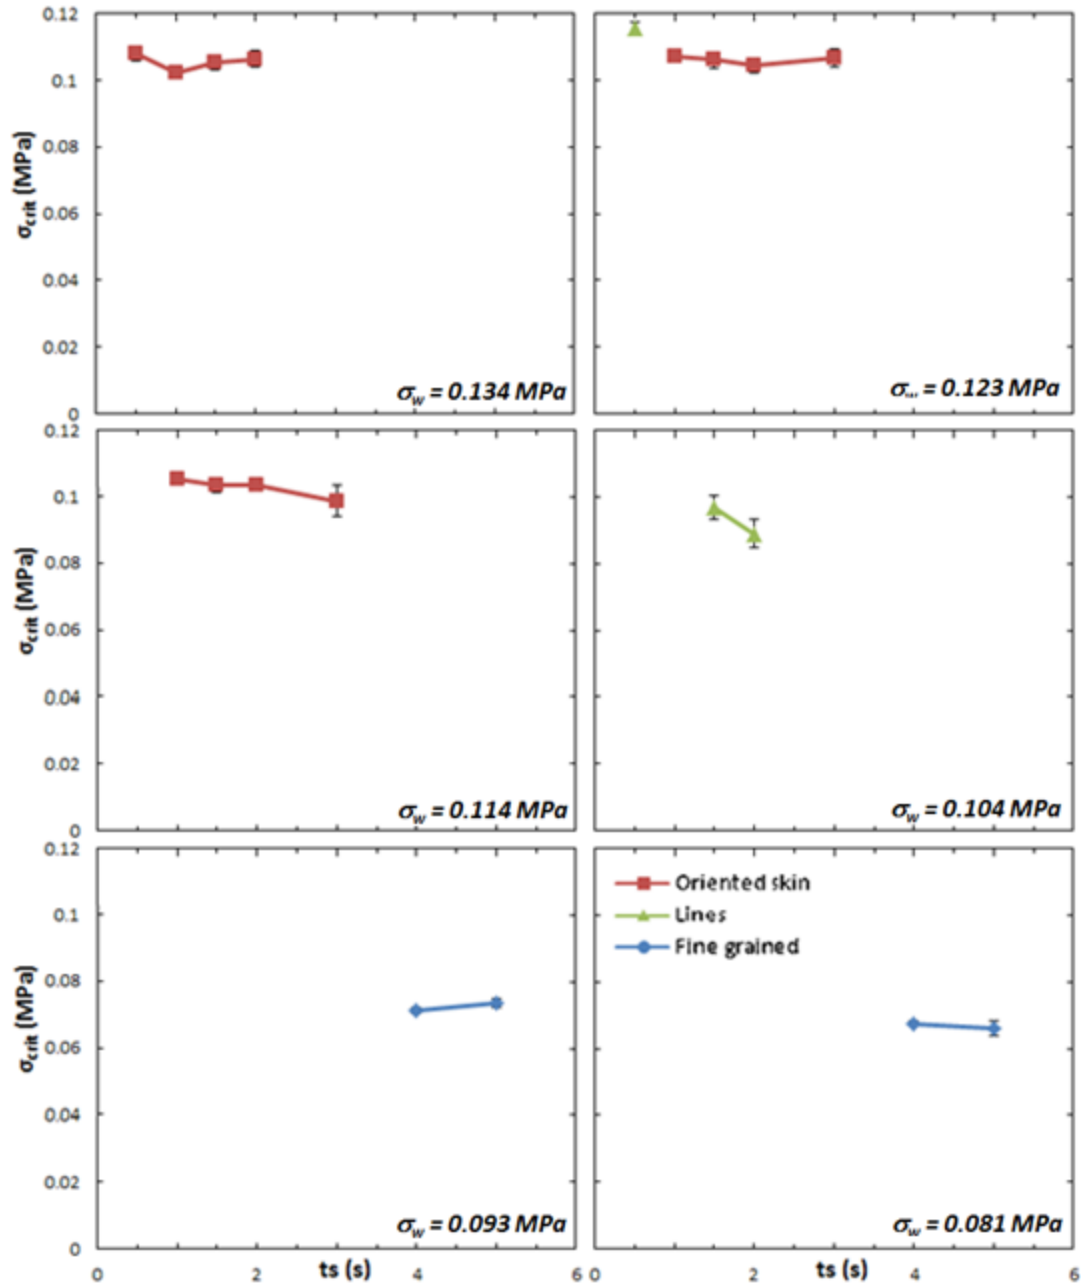 0.12
0.1
0.08
0.06
0.04
0.02
0
σcrit (MPa)
σw = 0.134 MPa
= 0.123 MPa
0.12
0.1
0.08
0.06
0.04
0.02
0
σcrit (MPa)
σw = 0.114 MPa
σw = 0.104 MPa
0.12
0.1
0.08
0.06
0.04
0.02
0
σcrit (MPa)
σw = 0.093 MPa
Oriented skin
Lines
Fine grained
σw = 0.081 MPa
0 2 ts (s) 4 6
0 2 ts (s) 4 6